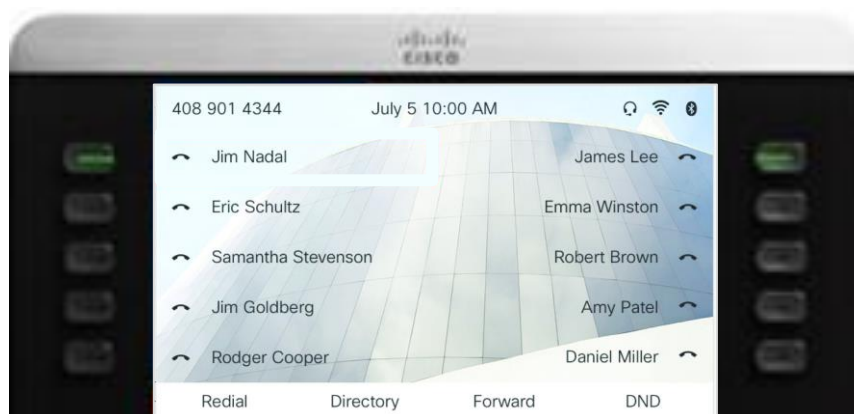 CISCO
408 901 4344 July 5 10:00 AM
Jim Nadal James Lee
Eric Schultz Emma Winston
Samantha Stevenson Robert Brown
Jim Goldberg Amy Patel
Rodger Cooper Daniel Miller
Redial Directory Forward DND